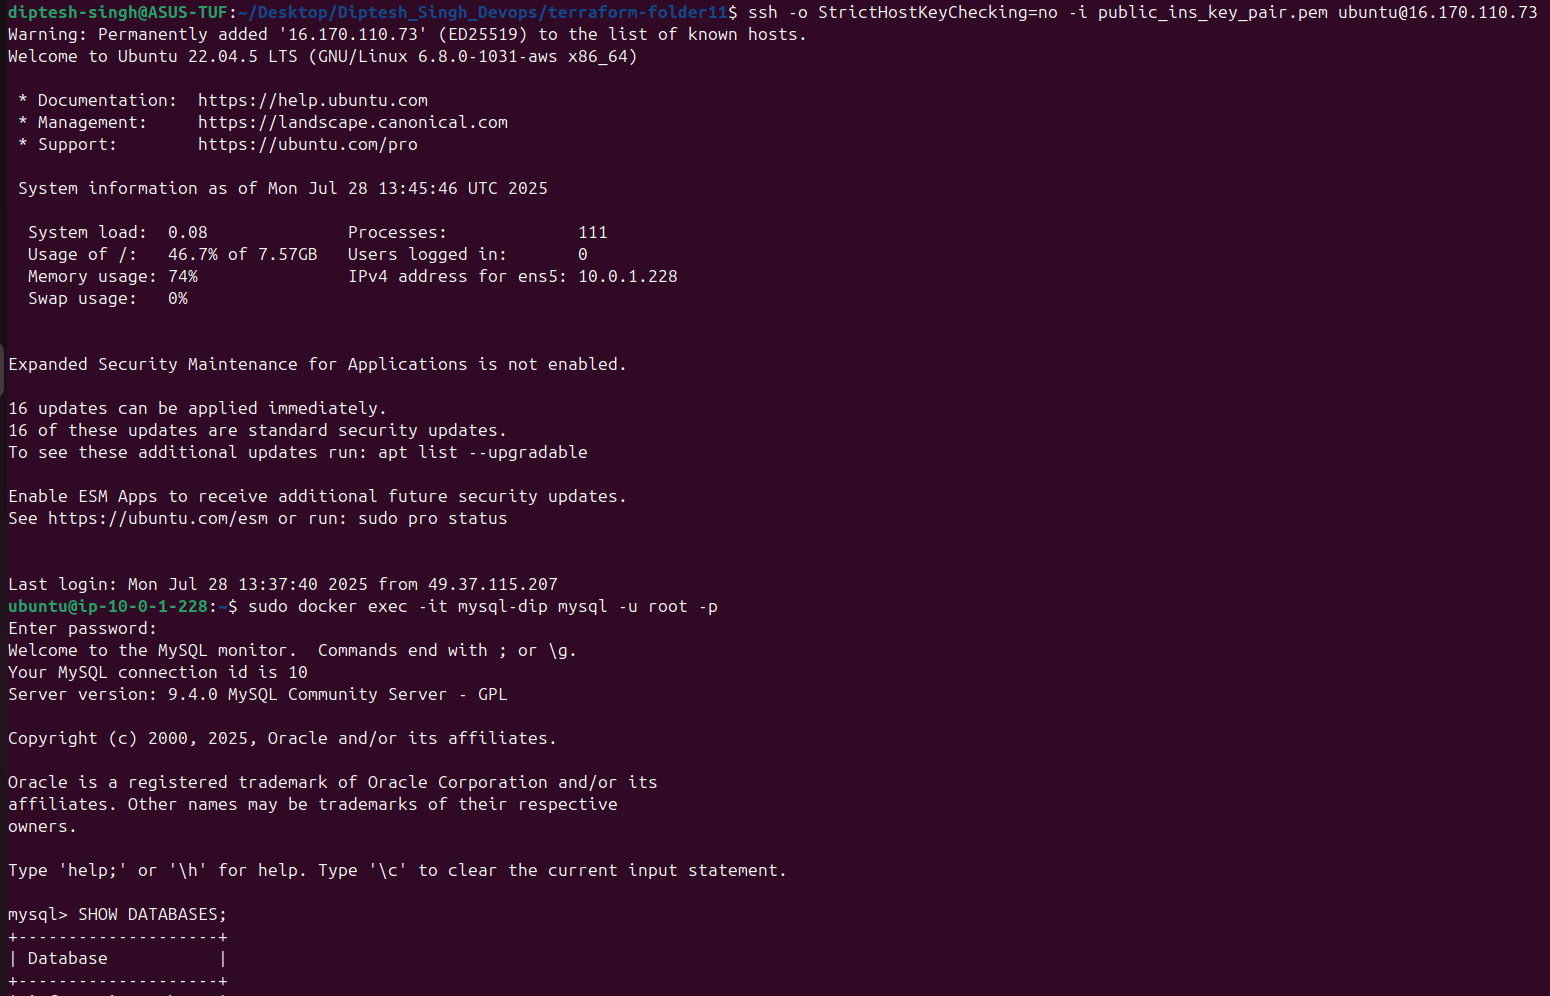 diptesh-singh@ASUS-TUF:~/Desktop/Diptesh_Singh_Devops/terraform-folder11$ ssh -o StrictHostKeyChecking=no -i public_ins_key_pair.pem ubuntu@16.170.110.73
Warning: Permanently added '16.170.110.73' (ED25519) to the list of known hosts.
Welcome to Ubuntu 22.04.5 LTS (GNU/Linux 6.8.0-1031-aws x86_64)
* Documentation:  https://help.ubuntu.com
* Management:     https://landscape.canonical.com
* Support:        https://ubuntu.com/pro
System information as of Mon Jul 28 13:45:46 UTC 2025
System load:  0.08              Processes:             111
Usage of /:   46.7% of 7.57GB   Users logged in:       0
Memory usage: 74%               IPv4 address for ens5: 10.0.1.228
Swap usage:   0%
Expanded Security Maintenance for Applications is not enabled.
16 updates can be applied immediately.
16 of these updates are standard security updates.
To see these additional updates run: apt list --upgradable
Enable ESM Apps to receive additional future security updates.
See https://ubuntu.com/esm or run: sudo pro status
Last login: Mon Jul 28 13:37:40 2025 from 49.37.115.207
ubuntu@ip-10-0-1-228:~$ sudo docker exec -it mysql-dip mysql -u root -p
Enter password:
Welcome to the MySQL monitor.  Commands end with ; or \g.
Your MySQL connection id is 10
Server version: 9.4.0 MySQL Community Server - GPL
Copyright (c) 2000, 2025, Oracle and/or its affiliates.
Oracle is a registered trademark of Oracle Corporation and/or its
affiliates. Other names may be trademarks of their respective
owners.
Type 'help;' or '\h' for help. Type '\c' to clear the current input statement.
mysql> SHOW DATABASES;
+--------------------+
| Database           |
+--------------------+